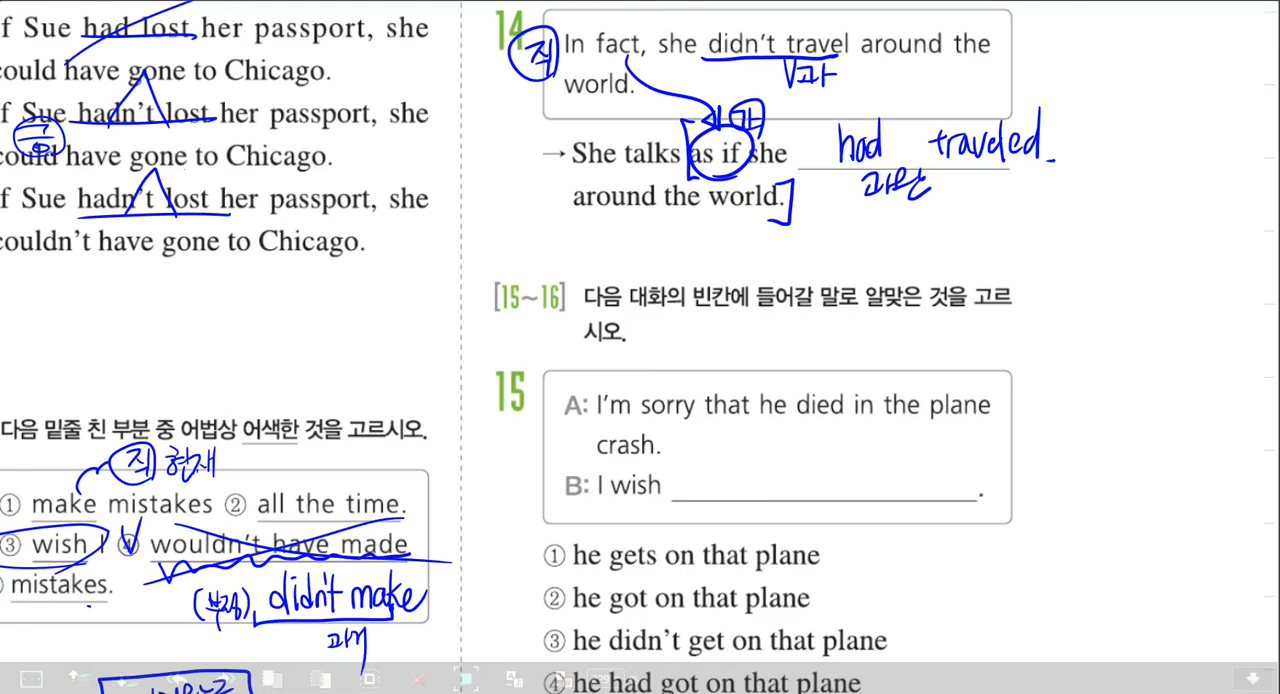 f Sue had lost her passport, she
could have gone to Chicago.
f Sue hadn't lost her passport, she
could have gone to Chicago.
f Sue hadn't lost her passport, she
couldn't have gone to Chicago.
다음 밑줄 친 부분 중 어법상 어색한 것을 고르시오.
직 현재
① make mistakes ② all the time.
③ wish I ④ wouldn't have made
mistakes.
(부정) didn't make
과거
14
직
In fact, she didn't travel around the
world.
V과
가
→ She talks as if she had traveled
과완
around the world.
[15~16] 다음 대화의 빈칸에 들어갈 말로 알맞은 것을 고르
시오.
15
A: I'm sorry that he died in the plane
crash.
B: I wish ____________.
① he gets on that plane
② he got on that plane
③ he didn't get on that plane
④ he had got on that plane